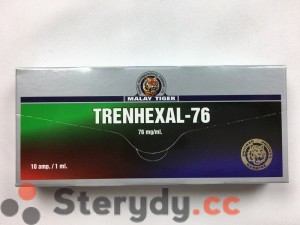 MALAY TIGER
TRENHEXAL-76
76 mg/ml.
10 amp. / 1 ml.
Sterydy.cc